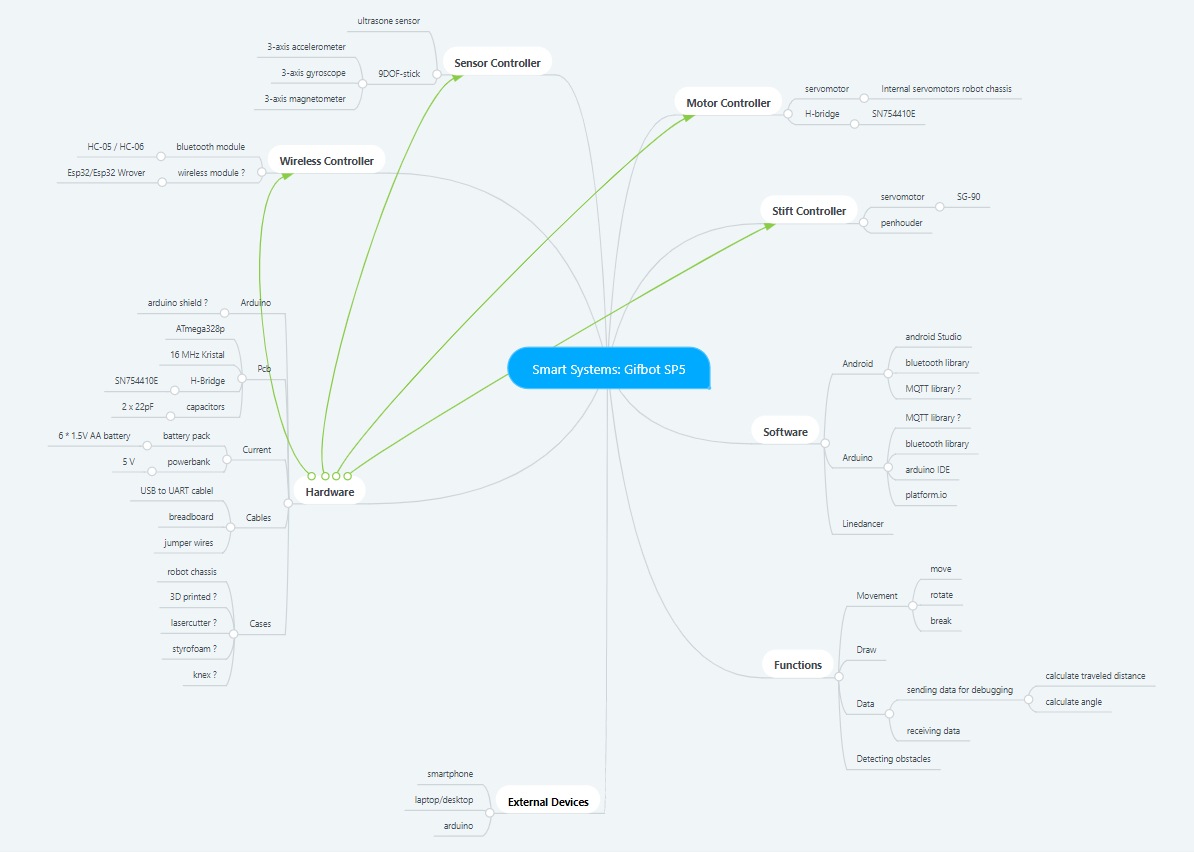 Smart Systems: Gifbot SP5
Sensor Controller
ultrasone sensor
9DOF-stick
3-axis accelerometer
3-axis gyroscope
3-axis magnetometer
Wireless Controller
bluetooth module
HC-05 / HC-06
wireless module ?
Esp32/Esp32 Wrover
Hardware
Arduino
arduino shield ?
Pcb
ATmega328p
16 MHz Kristal
H-Bridge
SN754410E
capacitors
2 x 22pF
Current
battery pack
6 * 1.5V AA battery
powerbank
5 V
Cables
USB to UART cablel
breadboard
jumper wires
Cases
robot chassis
3D printed ?
lasercutter ?
styrofoam ?
knex ?
External Devices
smartphone
laptop/desktop
arduino
Motor Controller
servomotor
Internal servomotors robot chassis
H-bridge
SN754410E
Stift Controller
servomotor
SG-90
penhouder
Software
Android
android Studio
bluetooth library
MQTT library ?
Arduino
MQTT library ?
bluetooth library
arduino IDE
platform.io
Linedancer
Functions
Movement
move
rotate
break
Draw
Data
sending data for debugging
calculate traveled distance
calculate angle
receiving data
Detecting obstacles